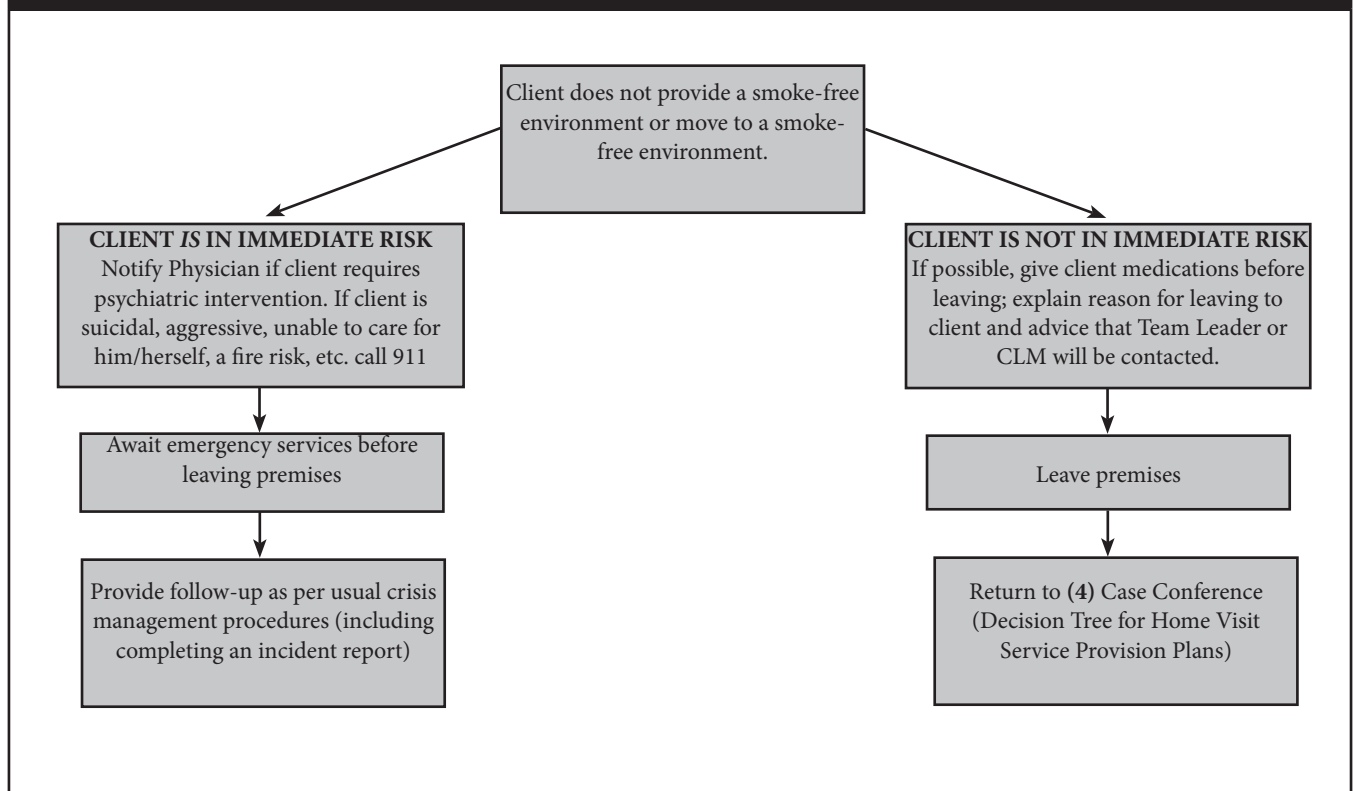 Client does not provide a smoke-free
environment or move to a smoke-
free environment.
CLIENT IS IN IMMEDIATE RISK
Notify Physician if client requires
psychiatric intervention. If client is
suicidal, aggressive, unable to care for
him/herself, a fire risk, etc. call 911
Await emergency services before
leaving premises
Provide follow-up as per usual crisis
management procedures (including
completing an incident report)
CLIENT IS NOT IN IMMEDIATE RISK
If possible, give client medications before
leaving; explain reason for leaving to
client and advice that Team Leader or
CLM will be contacted.
Leave premises
Return to (4) Case Conference
(Decision Tree for Home Visit
Service Provision Plans)